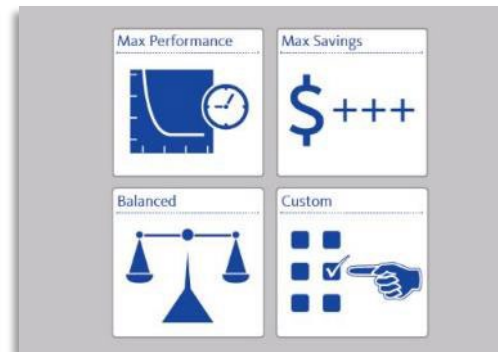 Max Performance
Max Savings
$+++
Balanced
Custom